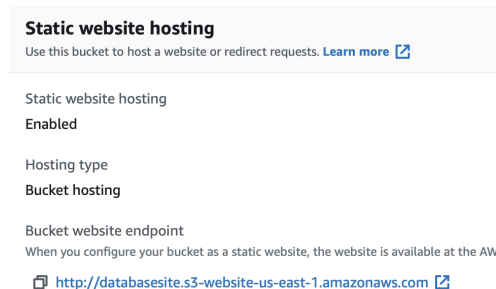 Static website hosting
Use this bucket to host a website or redirect requests. Learn more
Static website hosting
Enabled
Hosting type
Bucket hosting
Bucket website endpoint
When you configure your bucket as a static website, the website is available at the AW
http://databasesite.s3-website-us-east-1.amazonaws.com